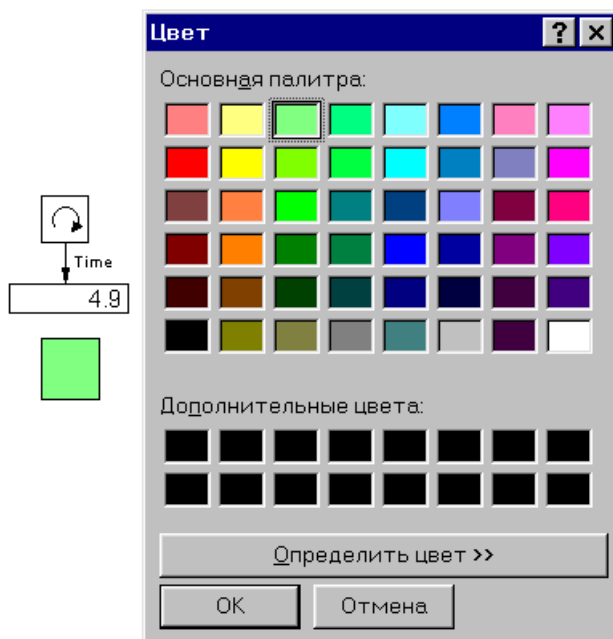 Цвет
Основная палитра:
Time
4.9
Дополнительные цвета:
Определить цвет >>
OK
Отмена